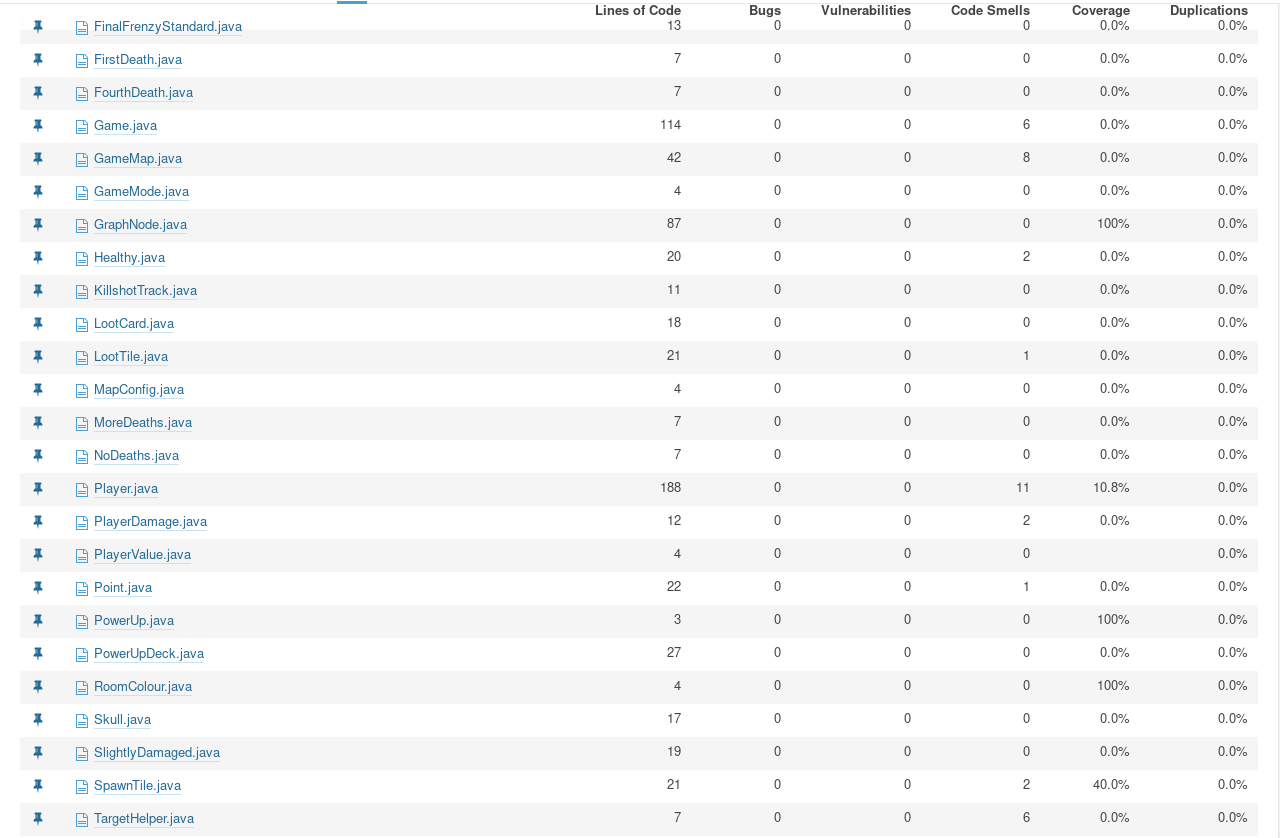 Lines of Code Bugs Vulnerabilities Code Smells Coverage Duplications
FinalFrenzyStandard.java 13 0 0 0 0.0% 0.0%
FirstDeath.java 7 0 0 0 0.0% 0.0%
FourthDeath.java 7 0 0 0 0.0% 0.0%
Game.java 114 0 0 6 0.0% 0.0%
GameMap.java 42 0 0 8 0.0% 0.0%
GameMode.java 4 0 0 0 0.0% 0.0%
GraphNode.java 87 0 0 0 100% 0.0%
Healthy.java 20 0 0 2 0.0% 0.0%
KillshotTrack.java 11 0 0 0 0.0% 0.0%
LootCard.java 18 0 0 0 0.0% 0.0%
LootTile.java 21 0 0 1 0.0% 0.0%
MapConfig.java 4 0 0 0 0.0% 0.0%
MoreDeaths.java 7 0 0 0 0.0% 0.0%
NoDeaths.java 7 0 0 0 0.0% 0.0%
Player.java 188 0 0 11 10.8% 0.0%
PlayerDamage.java 12 0 0 2 0.0% 0.0%
PlayerValue.java 4 0 0 0 0.0%
Point.java 22 0 0 1 0.0% 0.0%
PowerUp.java 3 0 0 0 100% 0.0%
PowerUpDeck.java 27 0 0 0 0.0% 0.0%
RoomColour.java 4 0 0 0 100% 0.0%
Skull.java 17 0 0 0 0.0% 0.0%
SlightlyDamaged.java 19 0 0 0 0.0% 0.0%
SpawnTile.java 21 0 0 2 40.0% 0.0%
TargetHelper.java 7 0 0 6 0.0% 0.0%